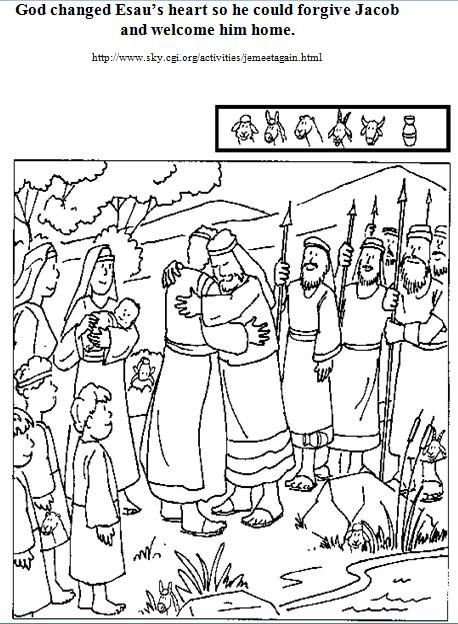 God changed Esau's heart so he could forgive Jacob
and welcome him home.
http://www.sky.cgi.org/activities/jemeetagain.html